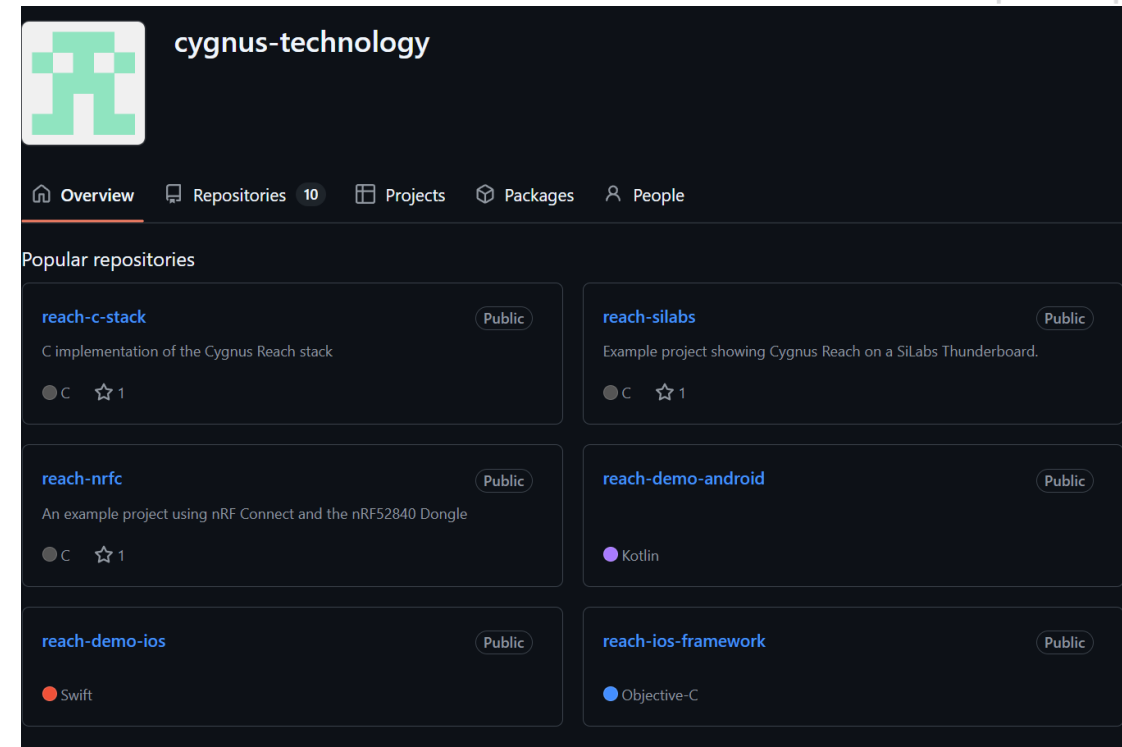 cygnus-technology
Overview Repositories 10 Projects Packages People
Popular repositories
reach-c-stack Public
C implementation of the Cygnus Reach stack
C 1
reach-silabs Public
Example project showing Cygnus Reach on a SiLabs Thunderboard.
C 1
reach-nrfc Public
An example project using nRF Connect and the nRF52840 Dongle
C 1
reach-demo-android Public
Kotlin
reach-demo-ios Public
Swift
reach-ios-framework Public
Objective-C